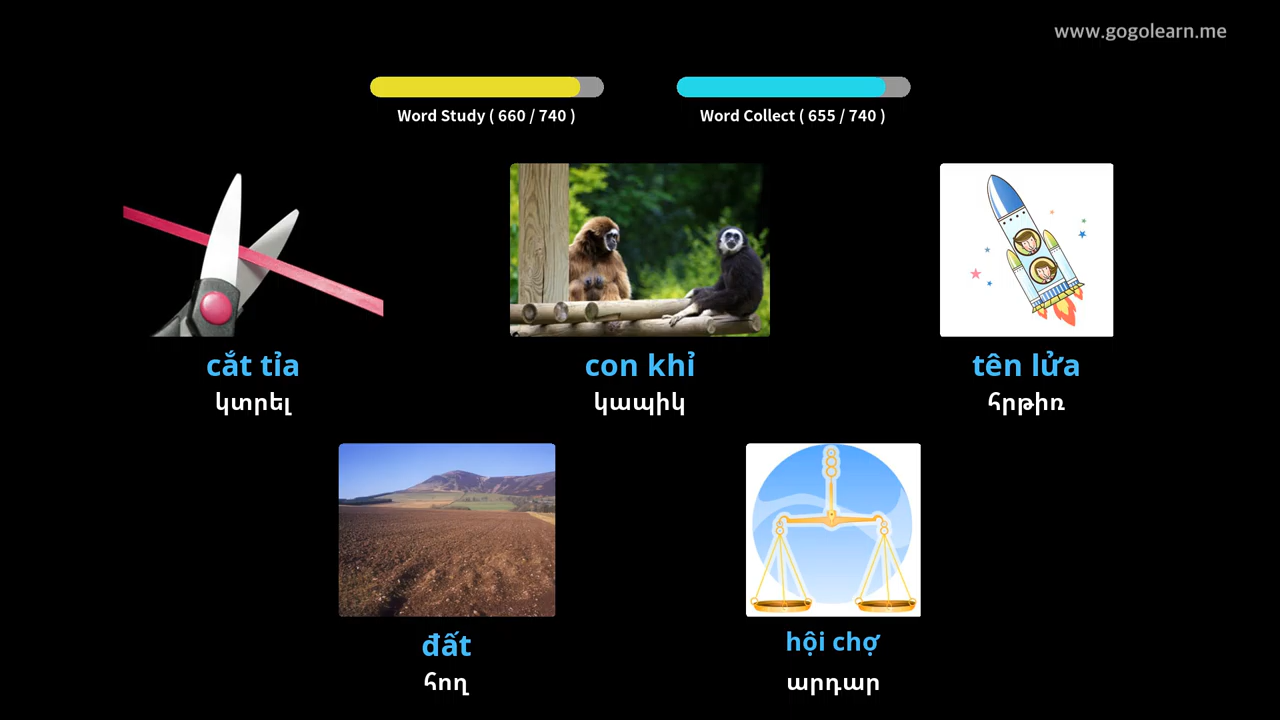 www.gogolearn.me
Word Study ( 660 / 740 )
Word Collect ( 655 / 740 )
cắt tỉa
կտրել
con khỉ
կապիկ
tên lửa
հրթիռ
đất
հող
hội chợ
արդար